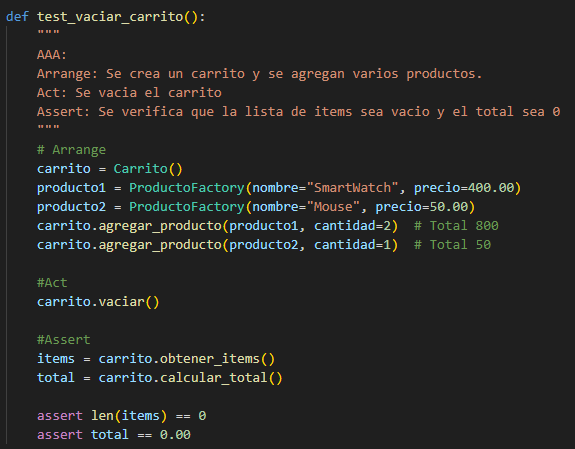 def test_vaciar_carrito():
    """
    AAA:
    Arrange: Se crea un carrito y se agregan varios productos.
    Act: Se vacia el carrito
    Assert: Se verifica que la lista de items sea vacio y el total sea 0
    """
    # Arrange
    carrito = Carrito()
    producto1 = ProductoFactory(nombre="SmartWatch", precio=400.00)
    producto2 = ProductoFactory(nombre="Mouse", precio=50.00)
    carrito.agregar_producto(producto1, cantidad=2)  # Total 800
    carrito.agregar_producto(producto2, cantidad=1)  # Total 50

    #Act
    carrito.vaciar()

    #Assert
    items = carrito.obtener_items()
    total = carrito.calcular_total()

    assert len(items) == 0
    assert total == 0.00